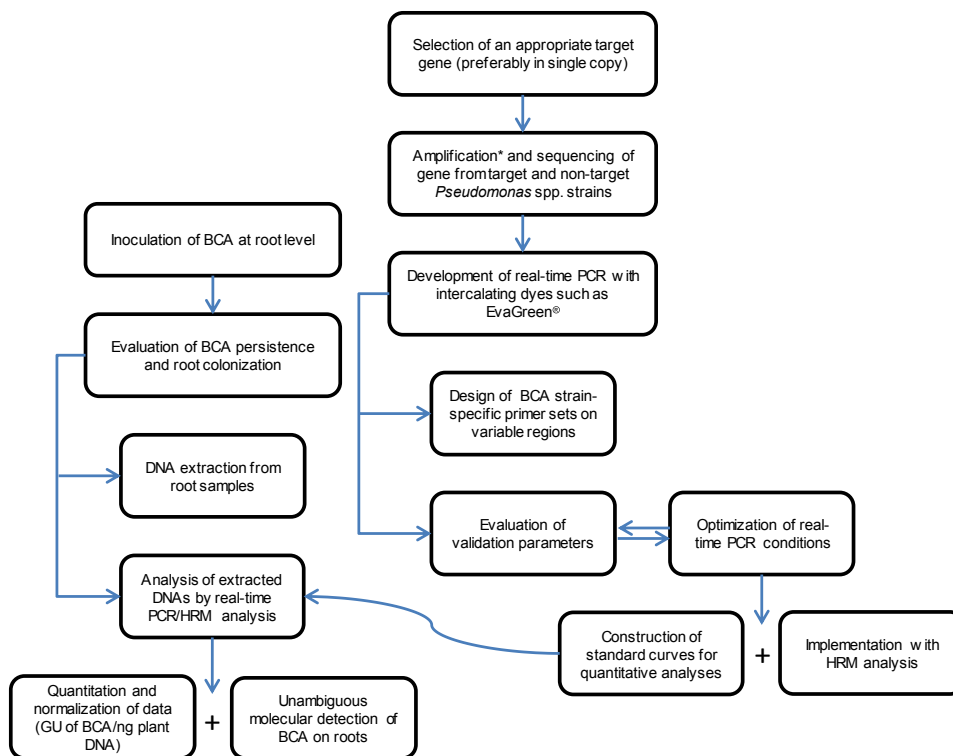 Selection of an appropriate target
gene (preferably in single copy)
Amplification* and sequencing of
gene from target and non-target
Pseudomonas spp. strains
Inoculation of BCA at root level
Development of real-time PCR with
intercalating dyes such as
EvaGreen®
Evaluation of BCA persistence
and root colonization
Design of BCA strain-
specific primer sets on
variable regions
DNA extraction from
root samples
Evaluation of
validation parameters
Optimization of real-
time PCR conditions
Analysis of extracted
DNAs by real-time
PCR/HRM analysis
Construction of
standard curves for
quantitative analyses
+
Implementation with
HRM analysis
Quantitation and
normalization of data
(GU of BCA/ng plant
DNA)
+
Unambiguous
molecular detection of
BCA on roots